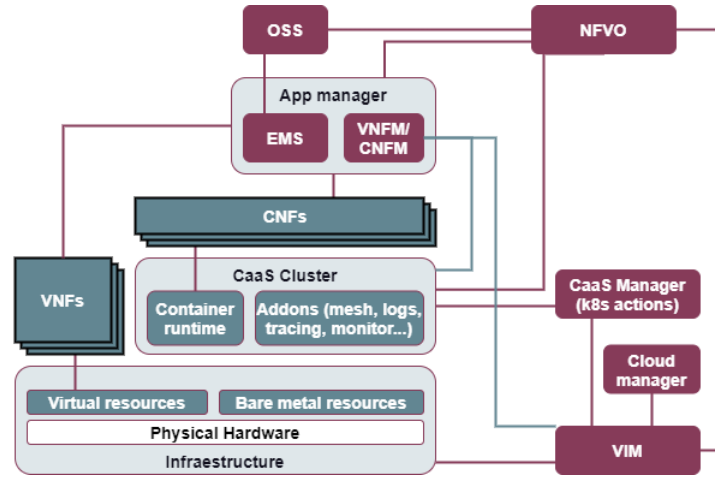 OSS
NFVO
App manager
EMS
VNFM/
CNFM
CNFs
VNFs
CaaS Cluster
Container
runtime
Addons (mesh, logs,
tracing, monitor...)
CaaS Manager
(k8s actions)
Cloud
manager
Virtual resources
Bare metal resources
Physical Hardware
Infraestructure
VIM